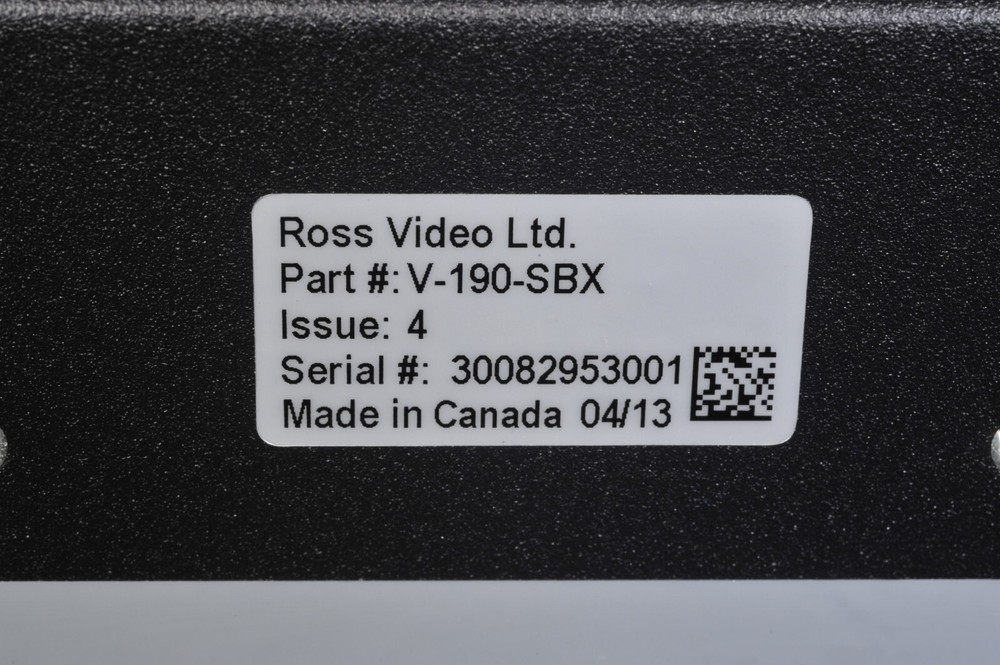 Ross Video Ltd.
Part #: V-190-SBX
Issue: 4
Serial #: 30082953001
Made in Canada 04/13